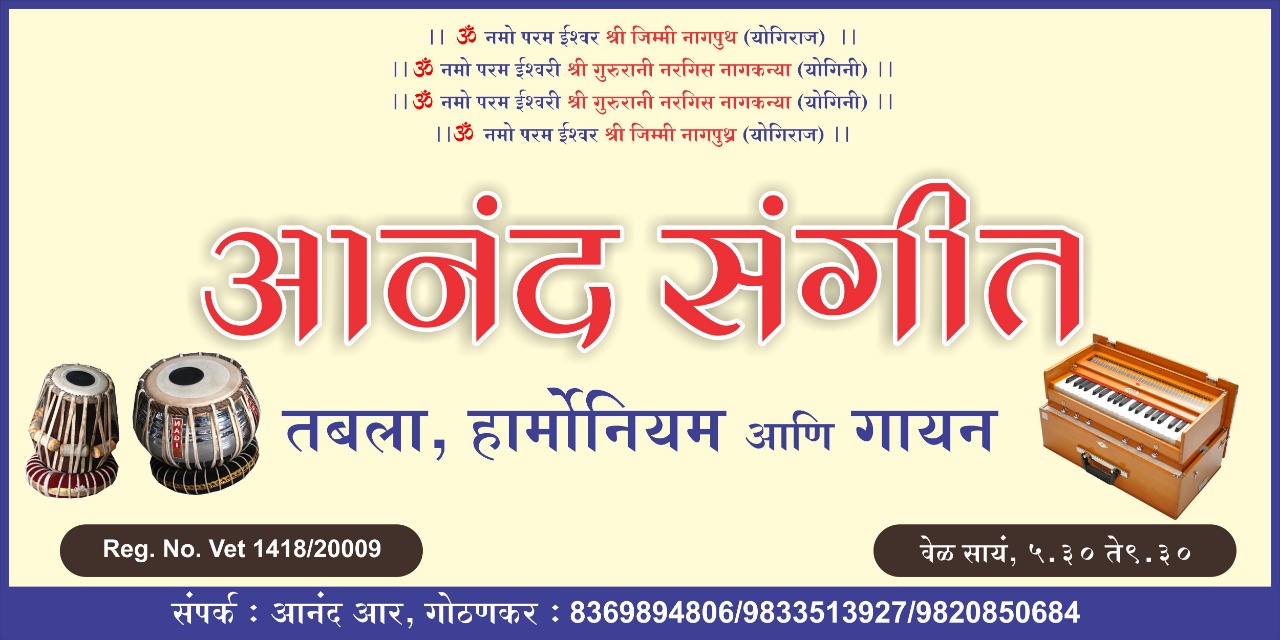 ।। ॐ नमो परम ईश्वर श्री जिम्मी नागपुथ (योगिराज) ।।
।। ॐ नमो परम ईश्वरी श्री गुरुरानी नरगिस नागकन्या (योगिनी) ।।
।। ॐ नमो परम ईश्वरी श्री गुरुरानी नरगिस नागकन्या (योगिनी) ।।
।। ॐ नमो परम ईश्वर श्री जिम्मी नागपुथ्र (योगिराज) ।।
आनंद संगीत
तबला, हार्मोनियम आणि गायन
NADI
Reg. No. Vet 1418/20009
वेळ सायं, ५.३० ते९.३०
संपर्क : आनंद आर, गोठणकर : 8369894806/9833513927/9820850684